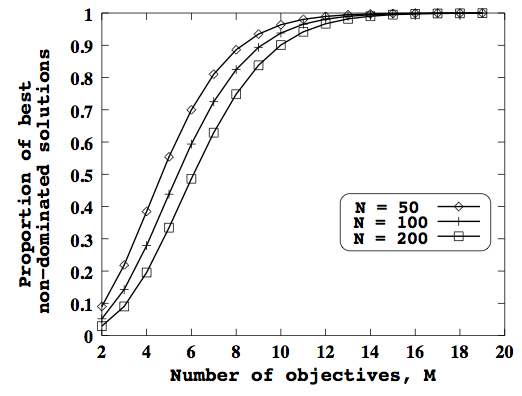 Proportion of best
non-dominated solutions
1
0.9
0.8
0.7
0.6
0.5
0.4
0.3
0.2
0.1
0
N = 50
N = 100
N = 200
2 4 6 8 10 12 14 16 18 20
Number of objectives, M